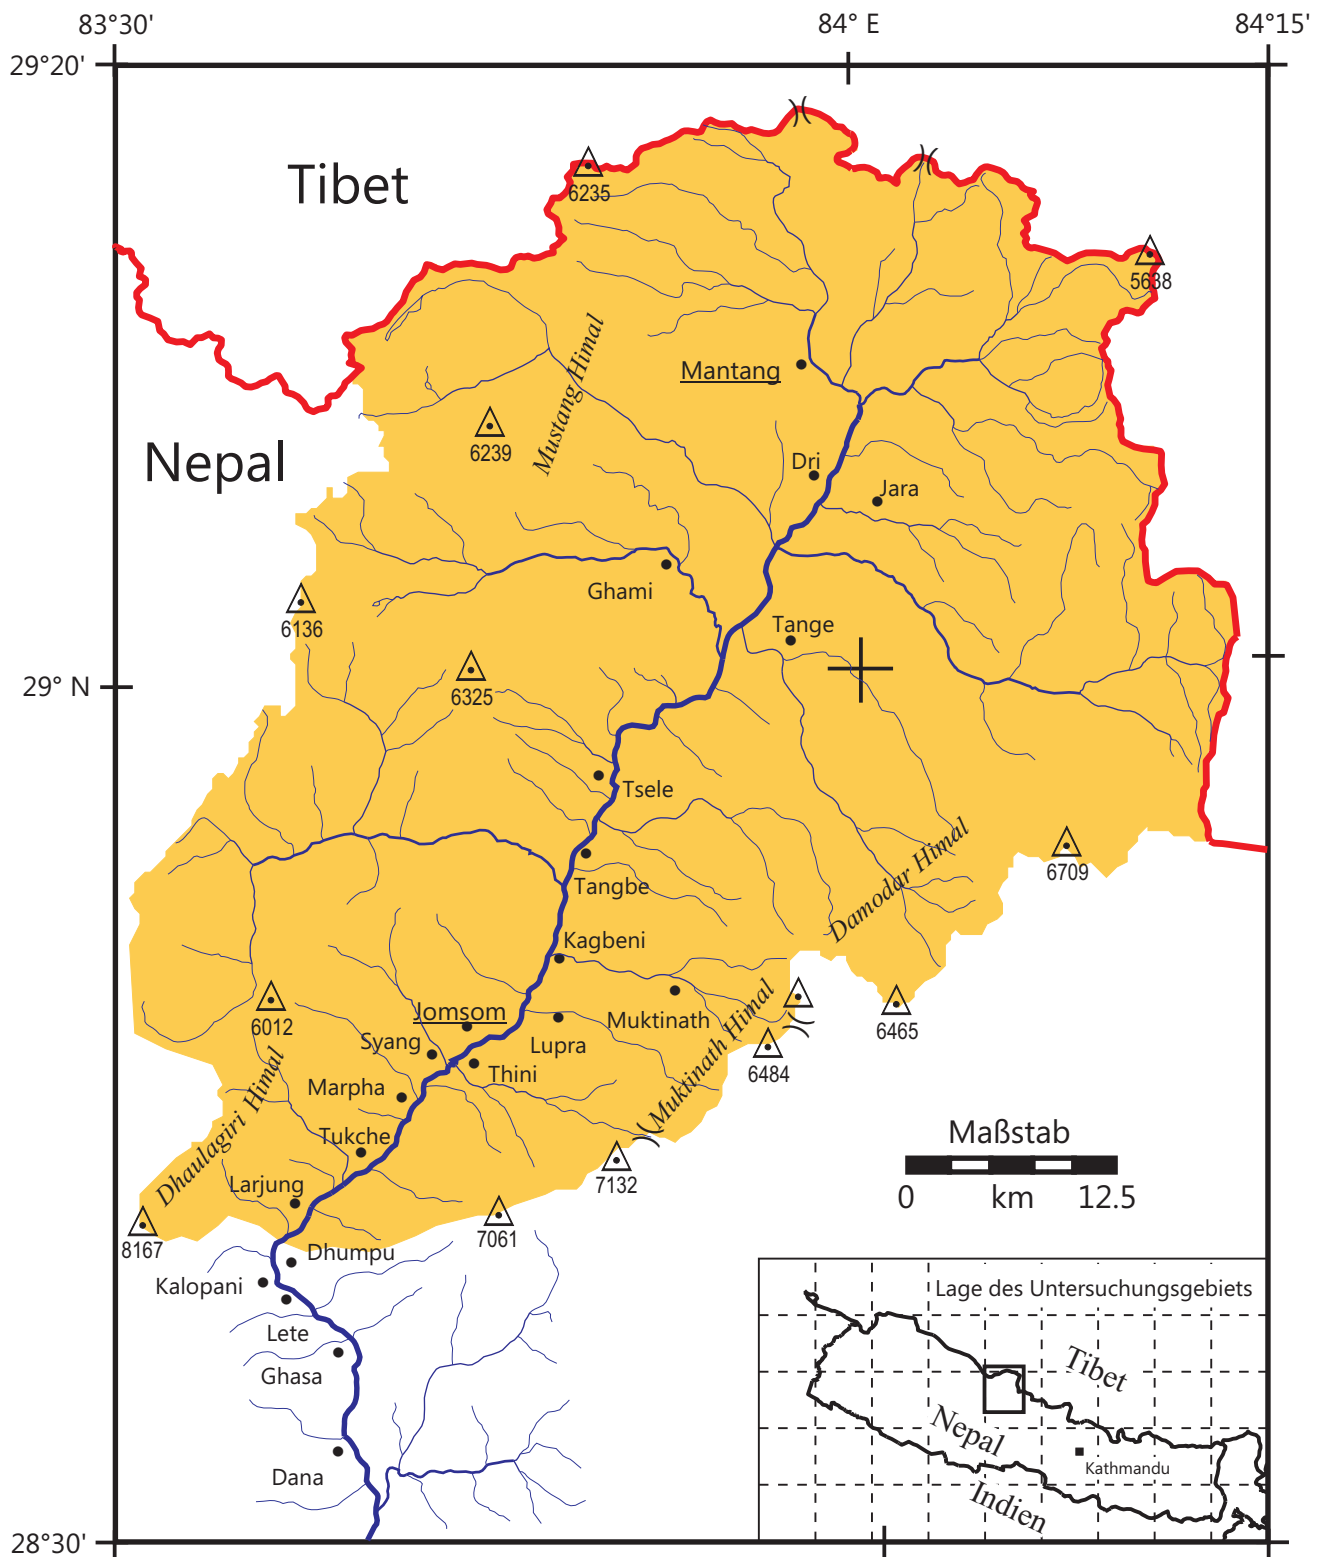 83°30'
84° E
84°15'
29°20'
Tibet
6235
5638
Mustang Himal
Mantang
6239
Nepal
Dri
Jara
Ghami
6136
Tange
6325
29° N
Tsele
Damodar Himal
6709
Tangbe
Kagbeni
Muktinath
6012
Jomsom
6465
Syang
Lupra
Muktinath Himal
6484
Thini
Marpha
Dhaulagiri Himal
Tukche
Maßstab
7132
Larjung
0 km 12.5
8167
7061
Dhumpu
Kalopani
Lage des Untersuchungsgebiets
Lete
Ghasa
Tibet
Nepal
Kathmandu
Dana
Indien
28°30'